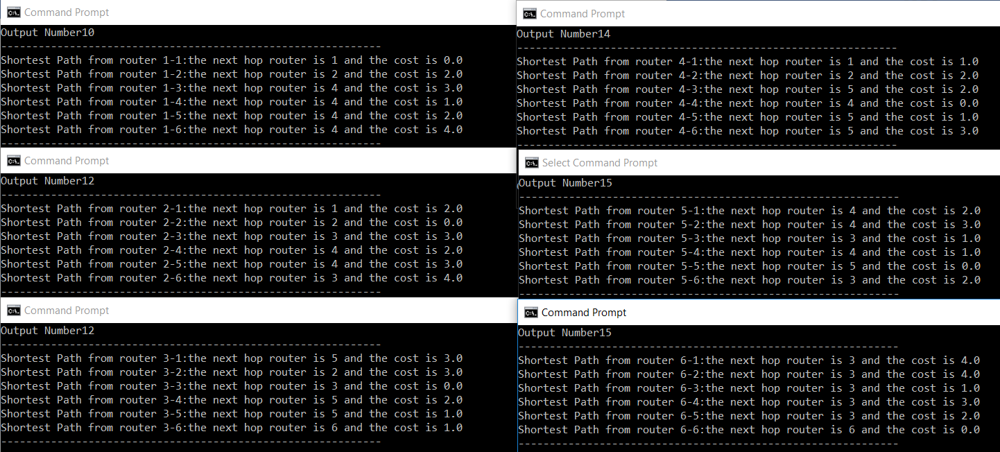 Command Prompt
Output Number10
-------------------------------------------------------------
Shortest Path from router 1-1:the next hop router is 1 and the cost is 0.0
Shortest Path from router 1-2:the next hop router is 2 and the cost is 2.0
Shortest Path from router 1-3:the next hop router is 4 and the cost is 3.0
Shortest Path from router 1-4:the next hop router is 4 and the cost is 1.0
Shortest Path from router 1-5:the next hop router is 4 and the cost is 2.0
Shortest Path from router 1-6:the next hop router is 4 and the cost is 4.0
-------------------------------------------------------------
Command Prompt
Output Number12
-------------------------------------------------------------
Shortest Path from router 2-1:the next hop router is 1 and the cost is 2.0
Shortest Path from router 2-2:the next hop router is 2 and the cost is 0.0
Shortest Path from router 2-3:the next hop router is 3 and the cost is 3.0
Shortest Path from router 2-4:the next hop router is 4 and the cost is 2.0
Shortest Path from router 2-5:the next hop router is 4 and the cost is 3.0
Shortest Path from router 2-6:the next hop router is 3 and the cost is 4.0
-------------------------------------------------------------
Command Prompt
Output Number12
-------------------------------------------------------------
Shortest Path from router 3-1:the next hop router is 5 and the cost is 3.0
Shortest Path from router 3-2:the next hop router is 2 and the cost is 3.0
Shortest Path from router 3-3:the next hop router is 3 and the cost is 0.0
Shortest Path from router 3-4:the next hop router is 5 and the cost is 2.0
Shortest Path from router 3-5:the next hop router is 5 and the cost is 1.0
Shortest Path from router 3-6:the next hop router is 6 and the cost is 1.0
-------------------------------------------------------------
Command Prompt
Output Number14
-------------------------------------------------------------
Shortest Path from router 4-1:the next hop router is 1 and the cost is 1.0
Shortest Path from router 4-2:the next hop router is 2 and the cost is 2.0
Shortest Path from router 4-3:the next hop router is 5 and the cost is 2.0
Shortest Path from router 4-4:the next hop router is 4 and the cost is 0.0
Shortest Path from router 4-5:the next hop router is 5 and the cost is 1.0
Shortest Path from router 4-6:the next hop router is 5 and the cost is 3.0
-------------------------------------------------------------
Select Command Prompt
Output Number15
-------------------------------------------------------------
Shortest Path from router 5-1:the next hop router is 4 and the cost is 2.0
Shortest Path from router 5-2:the next hop router is 4 and the cost is 3.0
Shortest Path from router 5-3:the next hop router is 3 and the cost is 1.0
Shortest Path from router 5-4:the next hop router is 4 and the cost is 1.0
Shortest Path from router 5-5:the next hop router is 5 and the cost is 0.0
Shortest Path from router 5-6:the next hop router is 3 and the cost is 2.0
-------------------------------------------------------------
Command Prompt
Output Number15
-------------------------------------------------------------
Shortest Path from router 6-1:the next hop router is 3 and the cost is 4.0
Shortest Path from router 6-2:the next hop router is 3 and the cost is 4.0
Shortest Path from router 6-3:the next hop router is 3 and the cost is 1.0
Shortest Path from router 6-4:the next hop router is 3 and the cost is 3.0
Shortest Path from router 6-5:the next hop router is 3 and the cost is 2.0
Shortest Path from router 6-6:the next hop router is 6 and the cost is 0.0
-------------------------------------------------------------